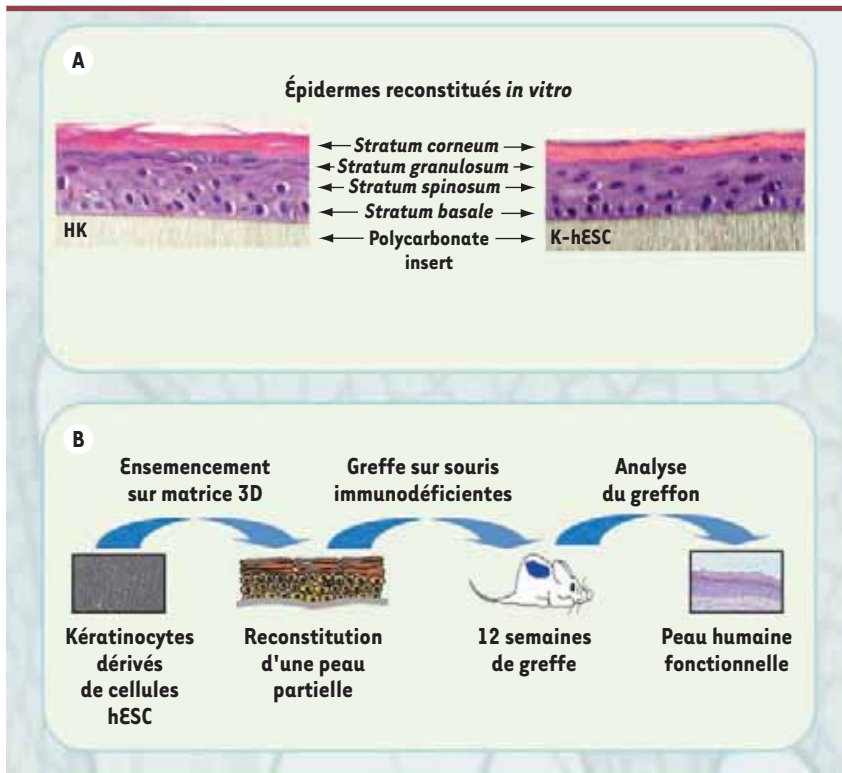 A
Épidermes reconstitués in vitro
Stratum corneum
Stratum granulosum
Stratum spinosum
Stratum basale
Polycarbonate
insert
HK
K-hESC
B
Ensemencement
sur matrice 3D
Greffe sur souris
immunodéficientes
Analyse
du greffon
Kératinocytes
dérivés
de cellules
hESC
Reconstitution
d'une peau
partielle
12 semaines
de greffe
Peau humaine
fonctionnelle